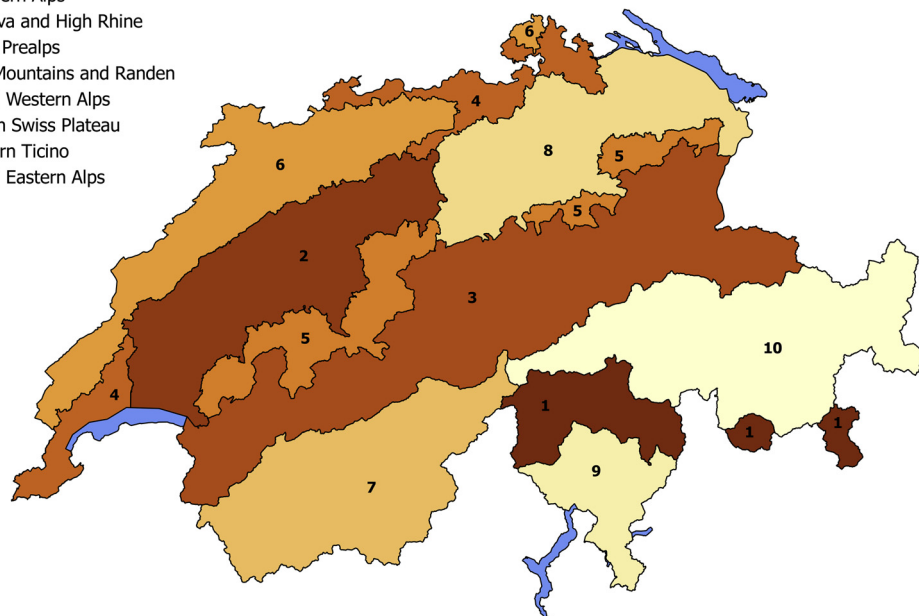 va and High Rhine
Prealps
Mountains and Randen
Western Alps
Swiss Plateau
Ticino
Eastern Alps
6
4
8
5
6
5
2
3
10
5
4
1
1
1
9
7